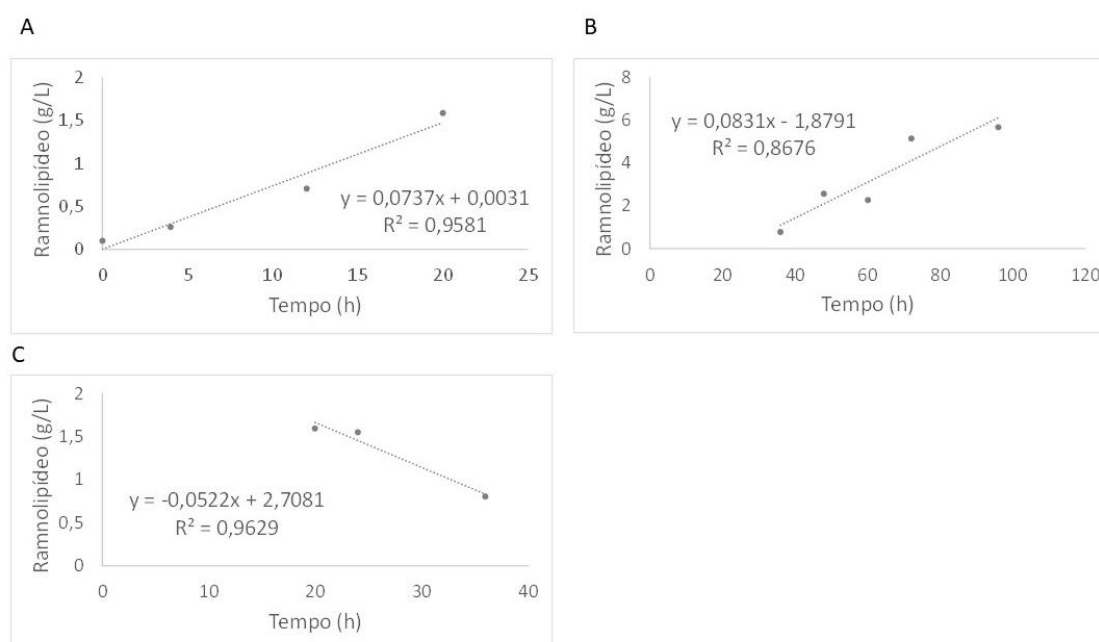 A
Ramnolipídeo (g/L)
2
1,5
1
0,5
0
y = 0,0737x + 0,0031
R² = 0,9581
0 5 10 15 20 25
Tempo (h)
B
Ramnolipídeo (g/L)
8
6
4
2
0
y = 0,0831x - 1,8791
R² = 0,8676
0 20 40 60 80 100 120
Tempo (h)
C
Ramnolipídeo (g/L)
2
1,5
1
0,5
0
y = -0,0522x + 2,7081
R² = 0,9629
0 10 20 30 40
Tempo (h)